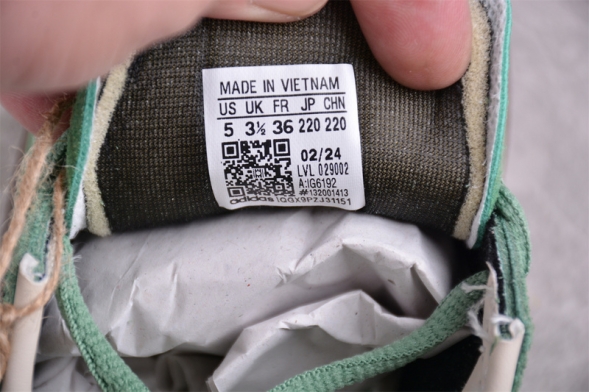 MADE IN VIETNAM
US UK FR JP CHN
5 3½ 36 220 220
02/24
LVL 029002
A:IG6192
#132001413
adidas QGX9PZJ31151